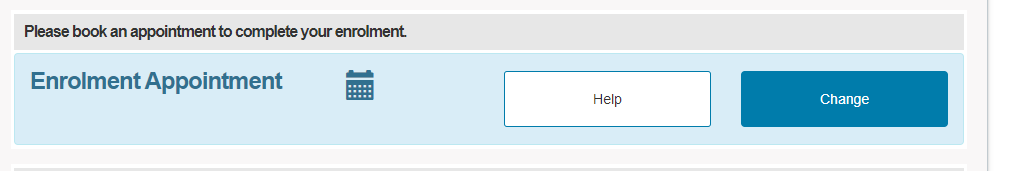 Please book an appointment to complete your enrolment.
Enrolment Appointment
Help
Change